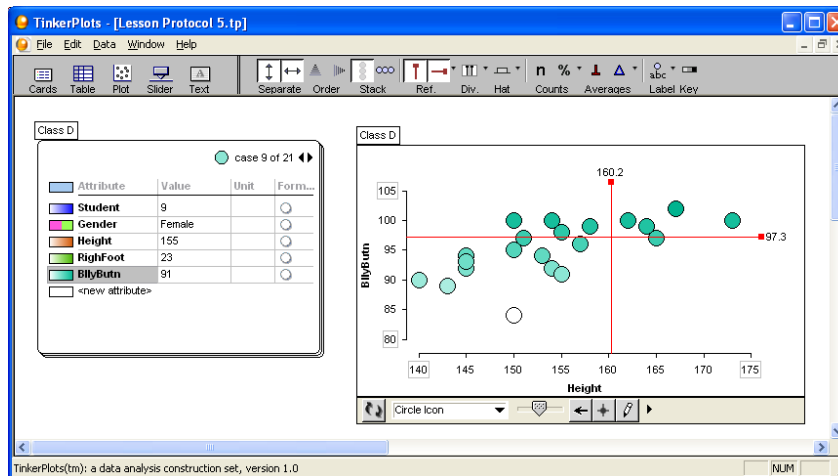 TinkerPlots - [Lesson Protocol 5.tp]
File Edit Data Window Help
Cards Table Plot Slider Text Separate Order Stack Ref. Div. Hat Counts Averages Label Key
n % abc
Class D
case 9 of 21
Attribute Value Unit Form...
Student 9
Gender Female
Height 155
RighFoot 23
BllyButn 91
<new attribute>
Class D
160.2
105
100
97.3
95
90
85
80
BllyButn
140 145 150 155 160 165 170 175
Height
Circle Icon
TinkerPlots(tm): a data analysis construction set, version 1.0 NUM